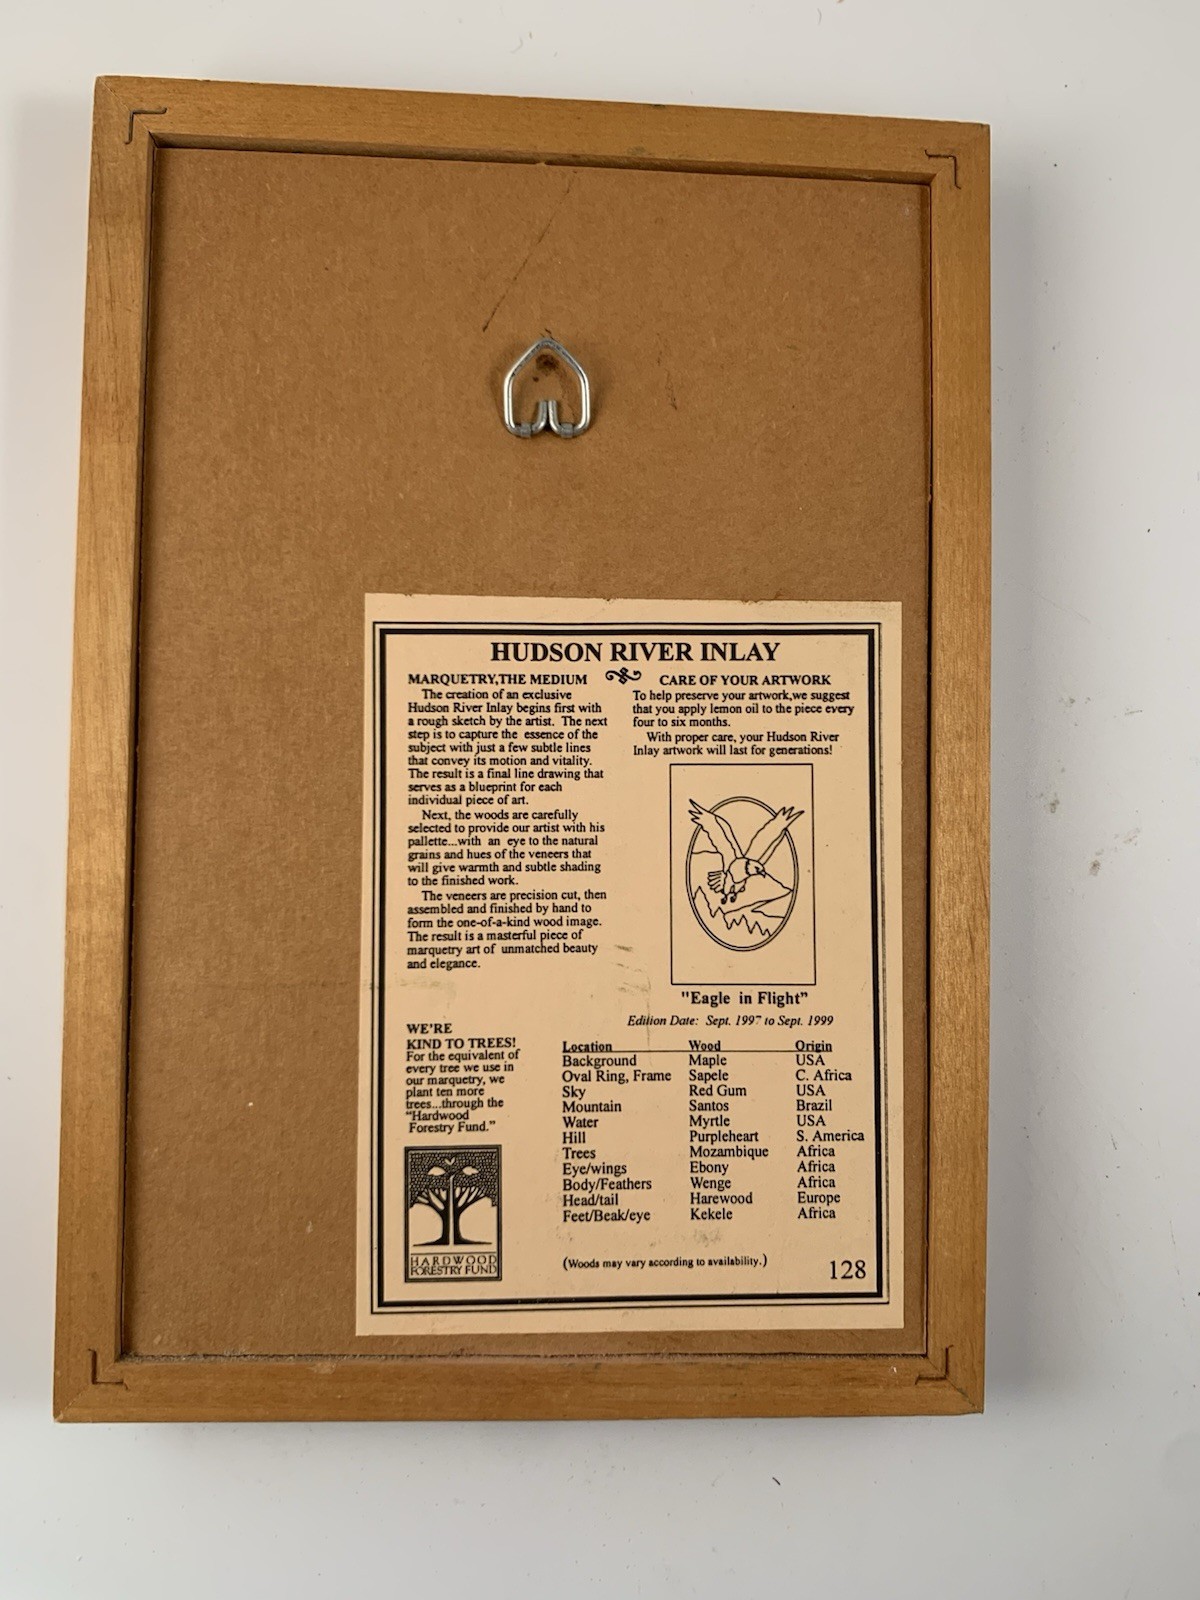 HUDSON RIVER INLAY
MARQUETRY,THE MEDIUM
The creation of an exclusive
Hudson River Inlay begins first with
a rough sketch by the artist. The next
step is to capture the essence of the
subject with just a few subtle lines
that convey its motion and vitality.
The result is a final line drawing that
serves as a blueprint for each
individual piece of art.
Next, the woods are carefully
selected to provide our artist with his
pallette...with an eye to the natural
grains and hues of the veneers that
will give warmth and subtle shading
to the finished work.
The veneers are precision cut, then
assembled and finished by hand to
form the one-of-a-kind wood image.
The result is a masterful piece of
marquetry art of unmatched beauty
and elegance.
CARE OF YOUR ARTWORK
To help preserve your artwork,we suggest
that you apply lemon oil to the piece every
four to six months.
With proper care, your Hudson River
Inlay artwork will last for generations!
"Eagle in Flight"
Edition Date: Sept. 1997 to Sept. 1999
WE'RE
KIND TO TREES!
For the equivalent of
every tree we use in
our marquetry, we
plant ten more
trees...through the
"Hardwood
Forestry Fund."
HARDWOOD
FORESTRY FUND
Location Wood Origin
Background Maple USA
Oval Ring, Frame Sapele C. Africa
Sky Red Gum USA
Mountain Santos Brazil
Water Myrtle USA
Hill Purpleheart S. America
Trees Mozambique Africa
Eye/wings Ebony Africa
Body/Feathers Wenge Africa
Head/tail Harewood Europe
Feet/Beak/eye Kekele Africa
(Woods may vary according to availability.)
128